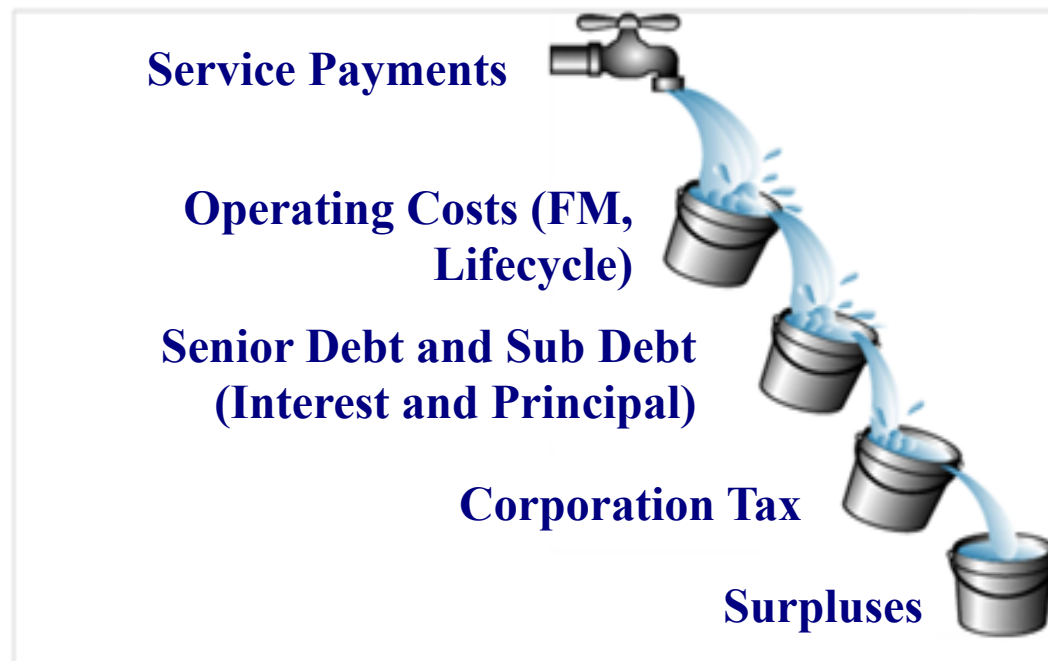 Service Payments
Operating Costs (FM,
Lifecycle)
Senior Debt and Sub Debt
(Interest and Principal)
Corporation Tax
Surpluses